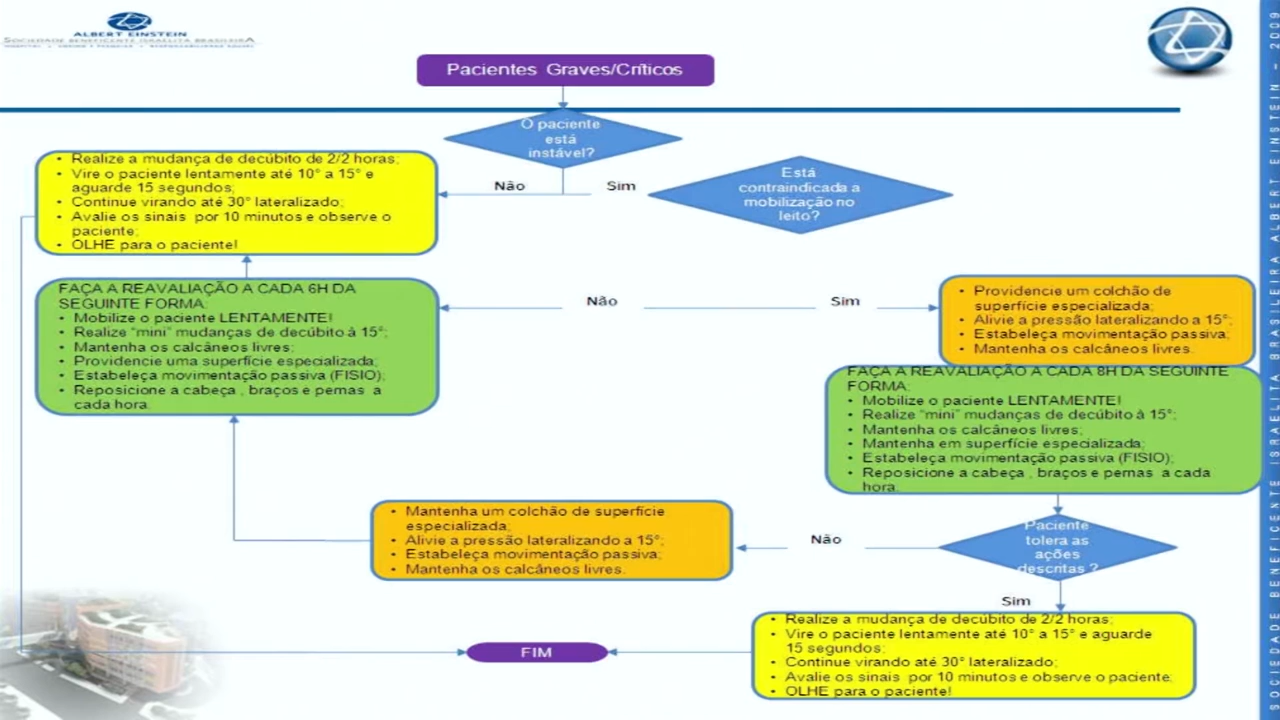 ALBERT EINSTEIN
SOCIEDADE BENEFICENTE ISRAELITA BRASILEIRA
HOSPITAL • ENSINO E PESQUISA • RESPONSABILIDADE SOCIAL
Pacientes Graves/Críticos
O paciente
está
instável?
Não
Sim
Está
contraindicada a
mobilização no
leito?
• Realize a mudança de decúbito de 2/2 horas;
• Vire o paciente lentamente até 10° a 15° e
aguarde 15 segundos;
• Continue virando até 30° lateralizado;
• Avalie os sinais por 10 minutos e observe o
paciente;
• OLHE para o paciente!
FAÇA A REAVALIAÇÃO A CADA 6H DA
SEGUINTE FORMA:
• Mobilize o paciente LENTAMENTE!
• Realize “mini” mudanças de decúbito à 15°;
• Mantenha os calcâneos livres;
• Providencie uma superfície especializada;
• Estabeleça movimentação passiva (FISIO);
• Reposicione a cabeça , braços e pernas a
cada hora.
Não
Sim
• Providencie um colchão de
superfície especializada;
• Alivie a pressão lateralizando a 15°;
• Estabeleça movimentação passiva;
• Mantenha os calcâneos livres.
FAÇA A REAVALIAÇÃO A CADA 8H DA SEGUINTE
FORMA:
• Mobilize o paciente LENTAMENTE!
• Realize “mini” mudanças de decúbito à 15°;
• Mantenha os calcâneos livres;
• Mantenha em superfície especializada;
• Estabeleça movimentação passiva (FISIO);
• Reposicione a cabeça , braços e pernas a cada
hora.
Paciente
tolera as
ações
descritas ?
Não
• Mantenha um colchão de superfície
especializada;
• Alivie a pressão lateralizando a 15°;
• Estabeleça movimentação passiva;
• Mantenha os calcâneos livres.
Sim
• Realize a mudança de decúbito de 2/2 horas;
• Vire o paciente lentamente até 10° a 15° e aguarde
15 segundos;
• Continue virando até 30° lateralizado;
• Avalie os sinais por 10 minutos e observe o paciente;
• OLHE para o paciente!
FIM
SOCIEDADE BENEFICENTE ISRAELITA BRASILEIRA ALBERT EINSTEIN - 2009